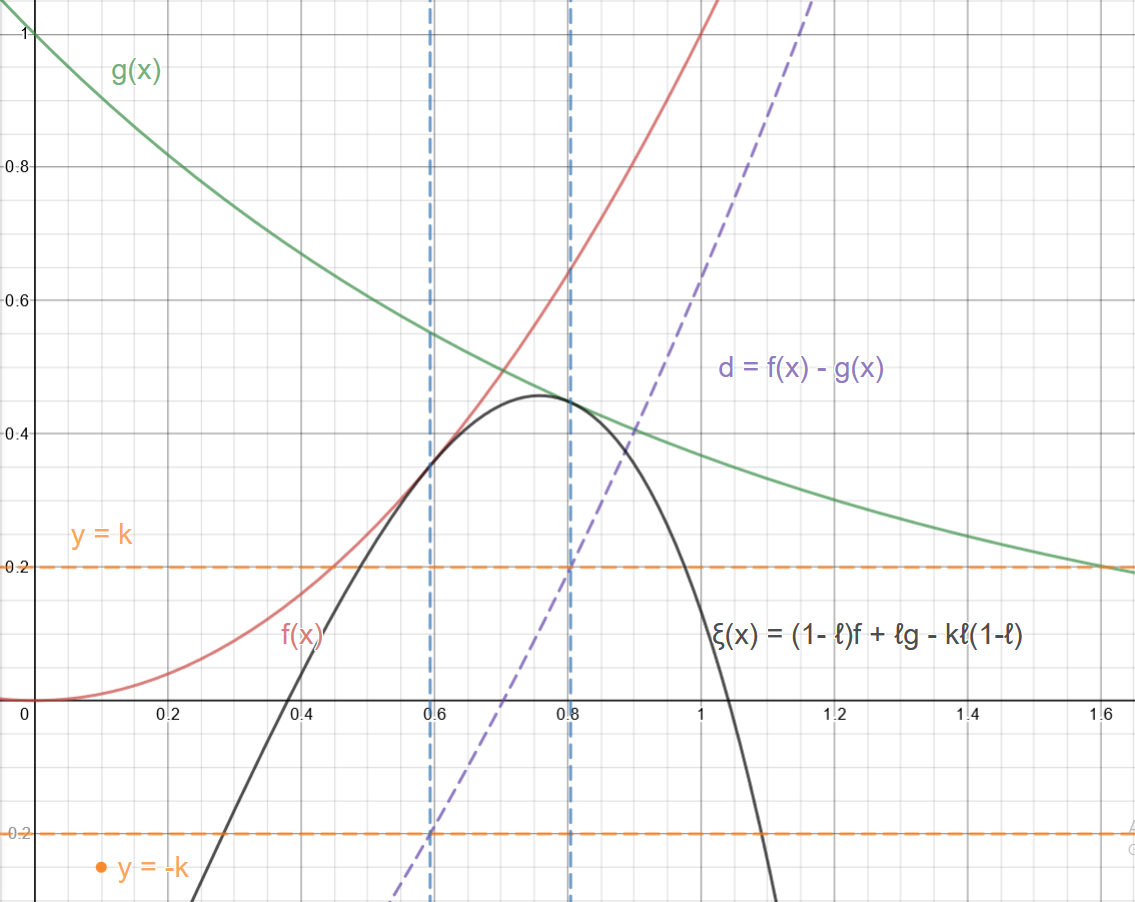 1
g(x)
0.8
0.6
d = f(x) - g(x)
0.4
y = k
0.2
f(x)
ξ(x) = (1- ℓ)f + ℓg - kℓ(1-ℓ)
0 0.2 0.4 0.6 0.8 1 1.2 1.4 1.6
0.2
y = -k